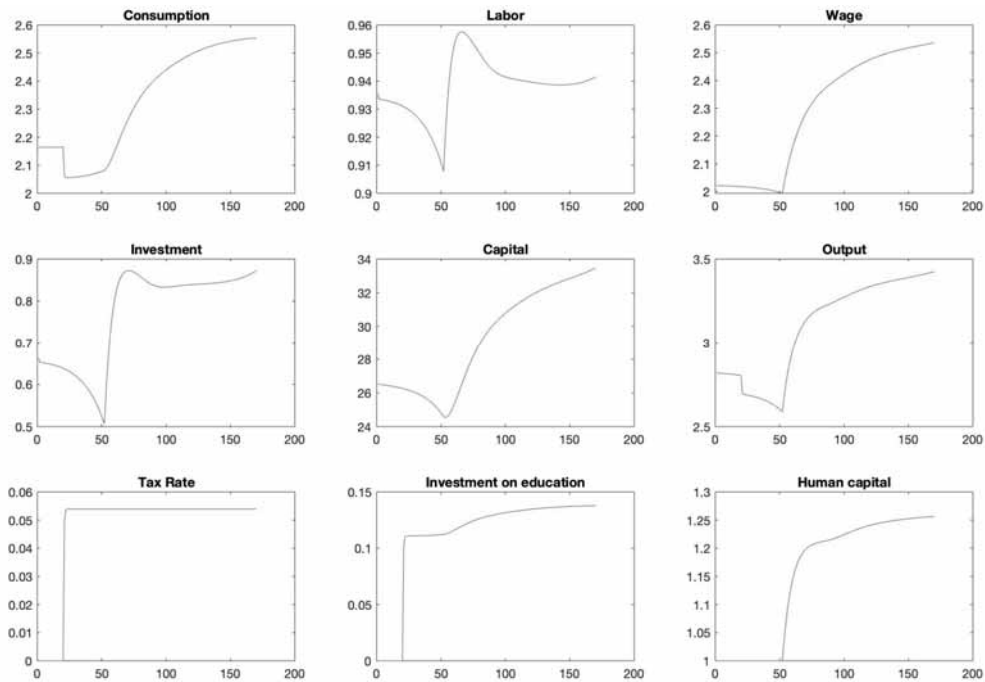 Consumption
2.6
2.5
2.4
2.3
2.2
2.1
2
0 50 100 150 200
Labor
0.96
0.95
0.94
0.93
0.92
0.91
0.9
0 50 100 150 200
Wage
2.6
2.5
2.4
2.3
2.2
2.1
2
0 50 100 150 200
Investment
0.9
0.8
0.7
0.6
0.5
0 50 100 150 200
Capital
34
32
30
28
26
24
0 50 100 150 200
Output
3.5
3
2.5
0 50 100 150 200
Tax Rate
0.06
0.05
0.04
0.03
0.02
0.01
0
0 50 100 150 200
Investment on education
0.15
0.1
0.05
0
0 50 100 150 200
Human capital
1.3
1.25
1.2
1.15
1.1
1.05
1
0 50 100 150 200